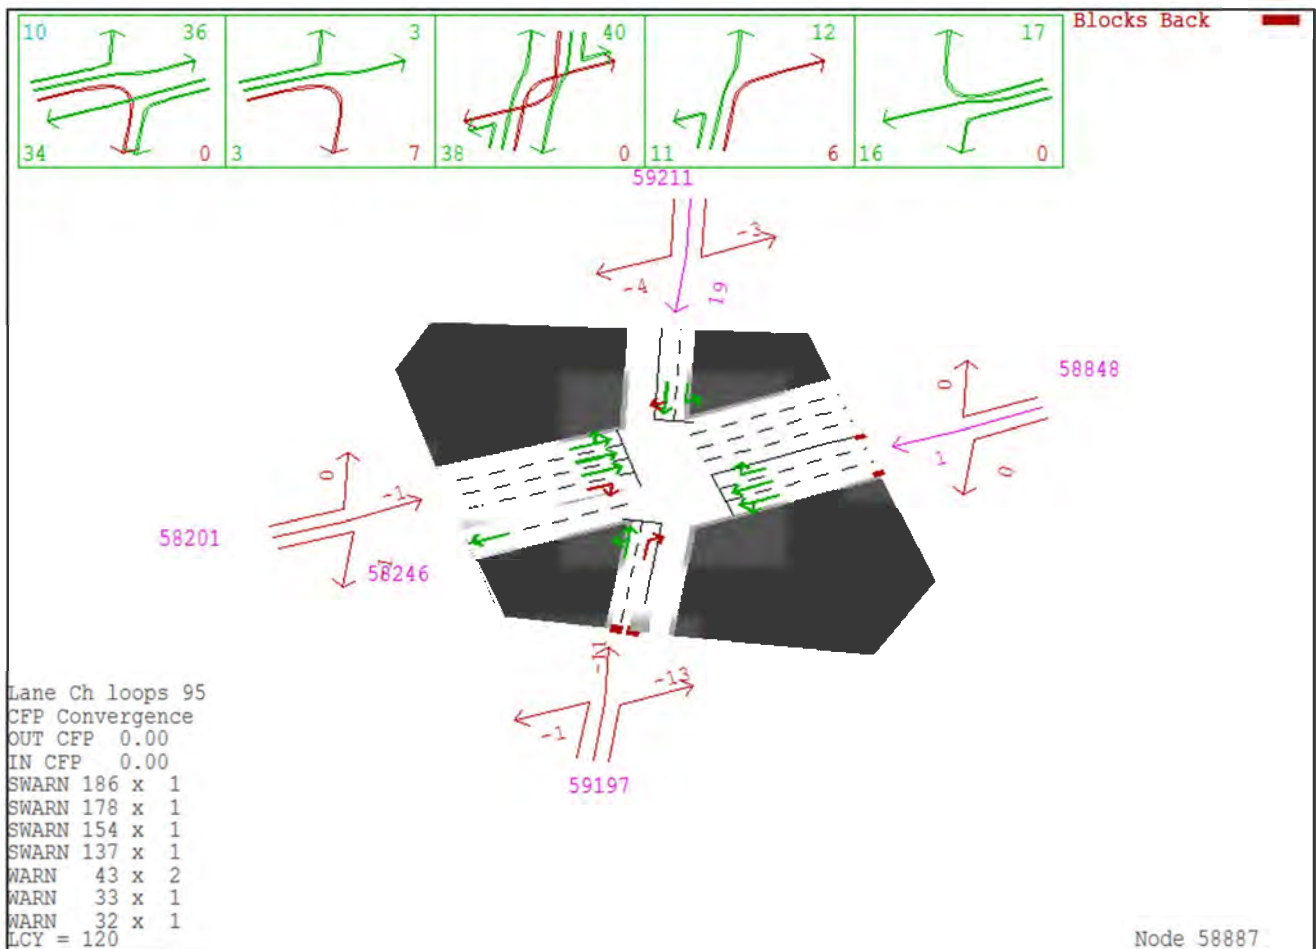 Blocks Back
10 36 3 40 12 17
34 0 3 7 38 0 11 6 16 0
59211
-3
-4
19
58848
0
1
0
0
-1
58201
1
58246
-11
-13
-1
59197
Lane Ch loops 95
CFP Convergence
OUT CFP 0.00
IN CFP 0.00
SWARN 186 x 1
SWARN 178 x 1
SWARN 154 x 1
SWARN 137 x 1
WARN 43 x 2
WARN 33 x 1
WARN 32 x 1
LCY = 120
Node 58887